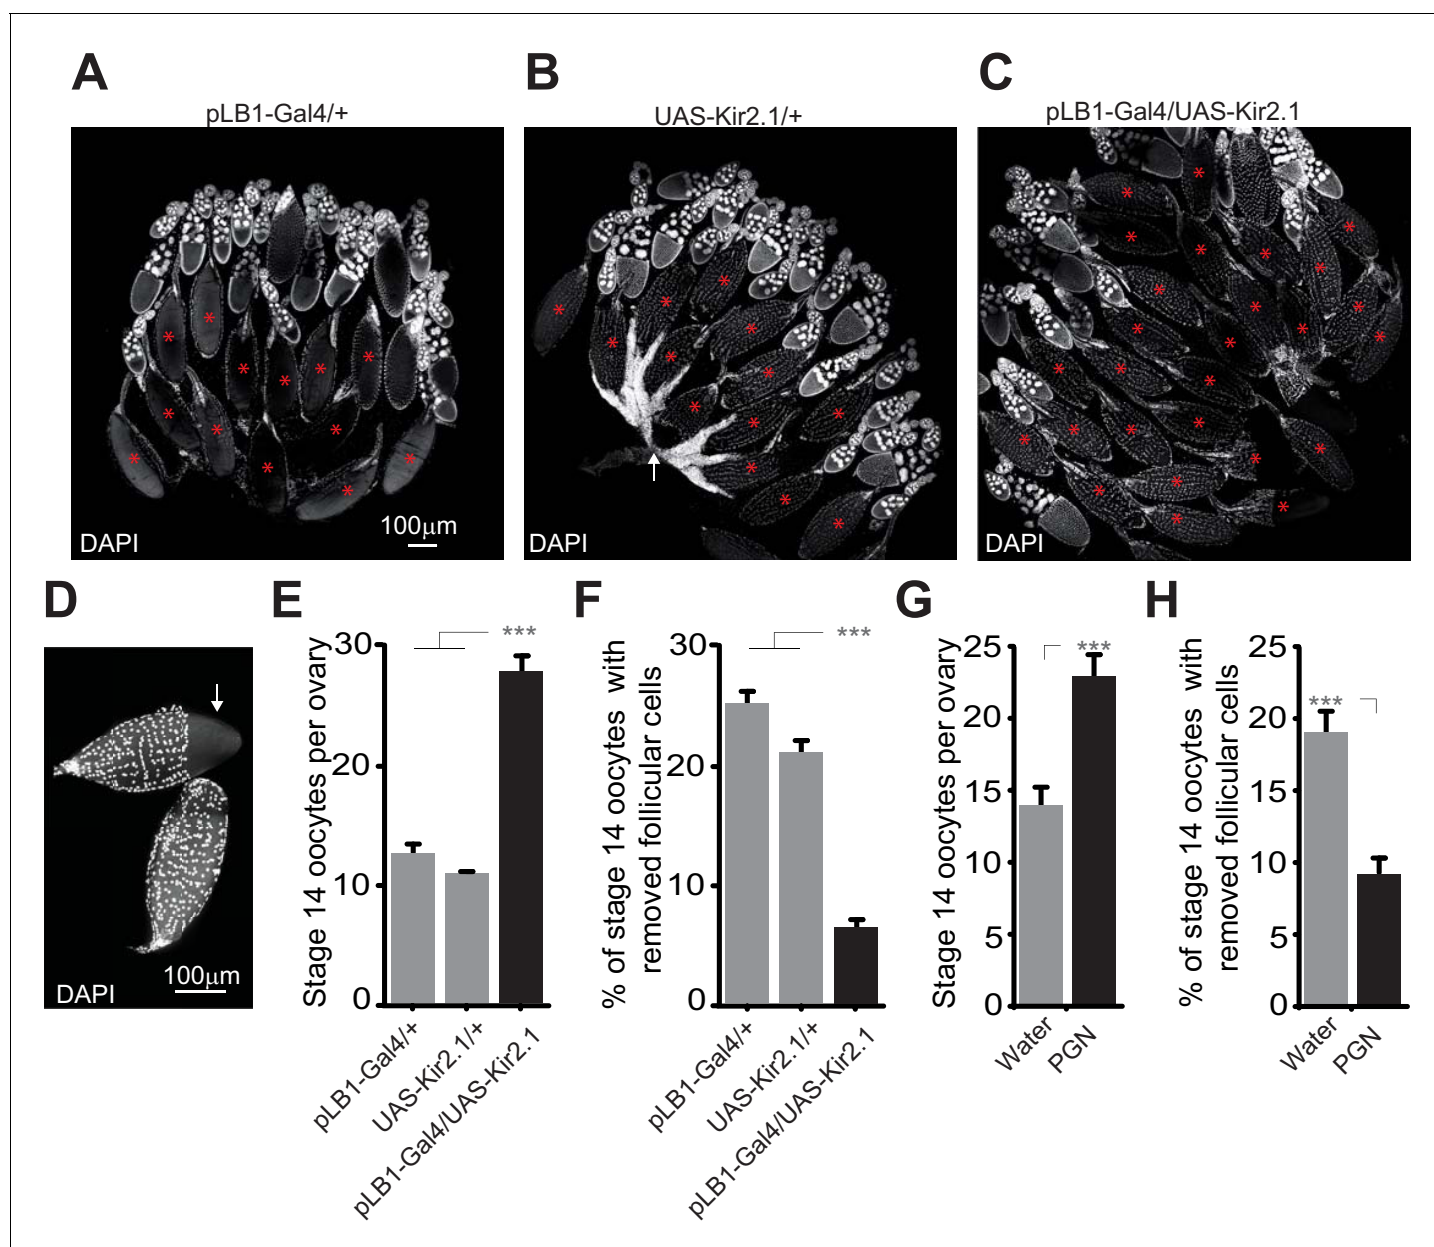 A
B
C
pLB1-Gal4/+
UAS-Kir2.1/+
pLB1-Gal4/UAS-Kir2.1
DAPI
100μm
DAPI
DAPI
D
E
F
G
H
DAPI
100μm
Stage 14 oocytes per ovary
30
20
10
0
***
pLB1-Gal4/+
UAS-Kir2.1/+
pLB1-Gal4/UAS-Kir2.1
% of stage 14 oocytes with
removed follicular cells
30
20
10
0
***
pLB1-Gal4/+
UAS-Kir2.1/+
pLB1-Gal4/UAS-Kir2.1
Stage 14 oocytes per ovary
25
20
15
10
5
0
***
Water
PGN
% of stage 14 oocytes with
removed follicular cells
25
20
15
10
5
0
***
Water
PGN